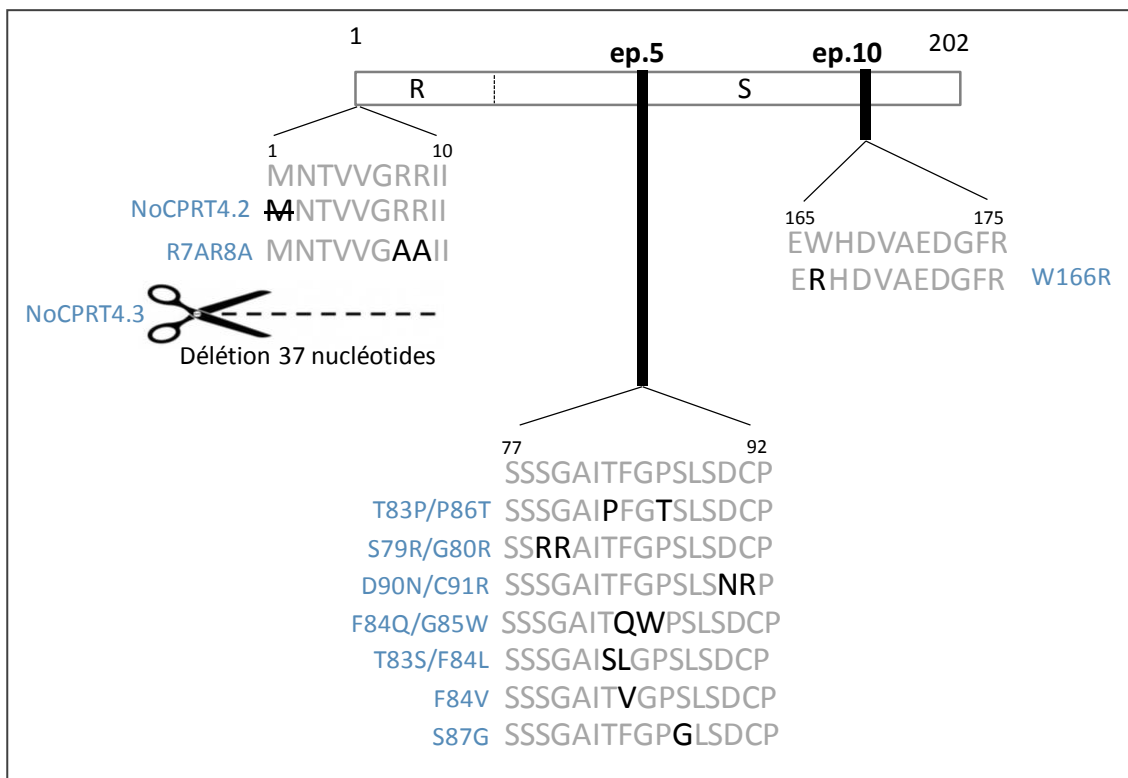 1
202
ep.5
ep.10
R
S
1
10
MNTVVGRRII
NoCPRT4.2
MNTVVGRRII
R7AR8A
MNTVVGAAII
NoCPRT4.3
Délétion 37 nucléotides
165
175
EWHDVAEDGFR
ERHDVAEDGFR
W166R
77
92
SSSGAITFGPSLSDCP
T83P/P86T
SSSGAIPFGTSLSDCP
S79R/G80R
SSRRAITFGPSLSDCP
D90N/C91R
SSSGAITFGPSLSNRP
F84Q/G85W
SSSGAITQWPSLSDCP
T83S/F84L
SSSGAISLGPSLSDCP
F84V
SSSGAITVGPSLSDCP
S87G
SSSGAITFGPGLSDCP